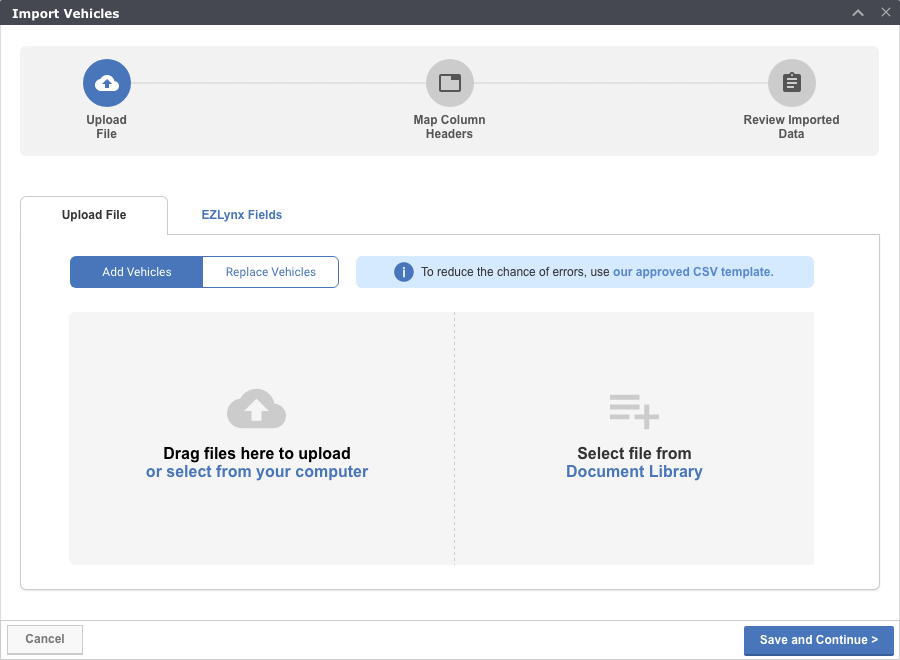 Import Vehicles
Upload
File
Map Column
Headers
Review Imported
Data
Upload File
EZLynx Fields
Add Vehicles
Replace Vehicles
i To reduce the chance of errors, use our approved CSV template.
Drag files here to upload
or select from your computer
Select file from
Document Library
Cancel
Save and Continue >